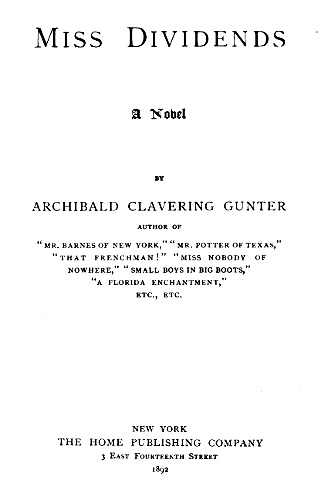 MISS DIVIDENDS
A Novel
BY
ARCHIBALD CLAVERING GUNTER
AUTHOR OF
"MR. BARNES OF NEW YORK," "MR. POTTER OF TEXAS,"
"THAT FRENCHMAN!" "MISS NOBODY OF
NOWHERE," "SMALL BOYS IN BIG BOOTS,"
"A FLORIDA ENCHANTMENT,"
ETC., ETC.
NEW YORK
THE HOME PUBLISHING COMPANY
3 EAST FOURTEENTH STREET
1892